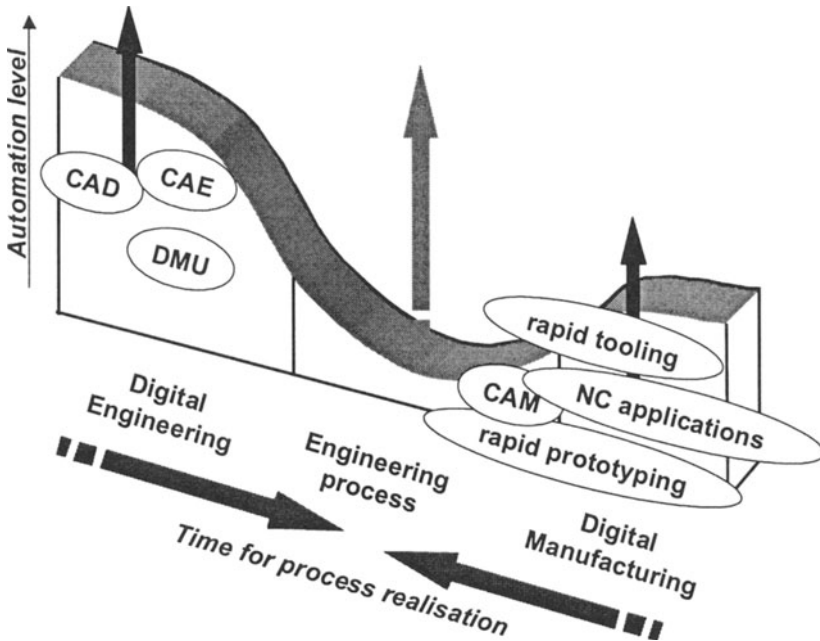 Automation level
CAD
CAE
DMU
rapid tooling
CAM
NC applications
rapid prototyping
Digital
Engineering
Engineering
process
Digital
Manufacturing
Time for process realisation